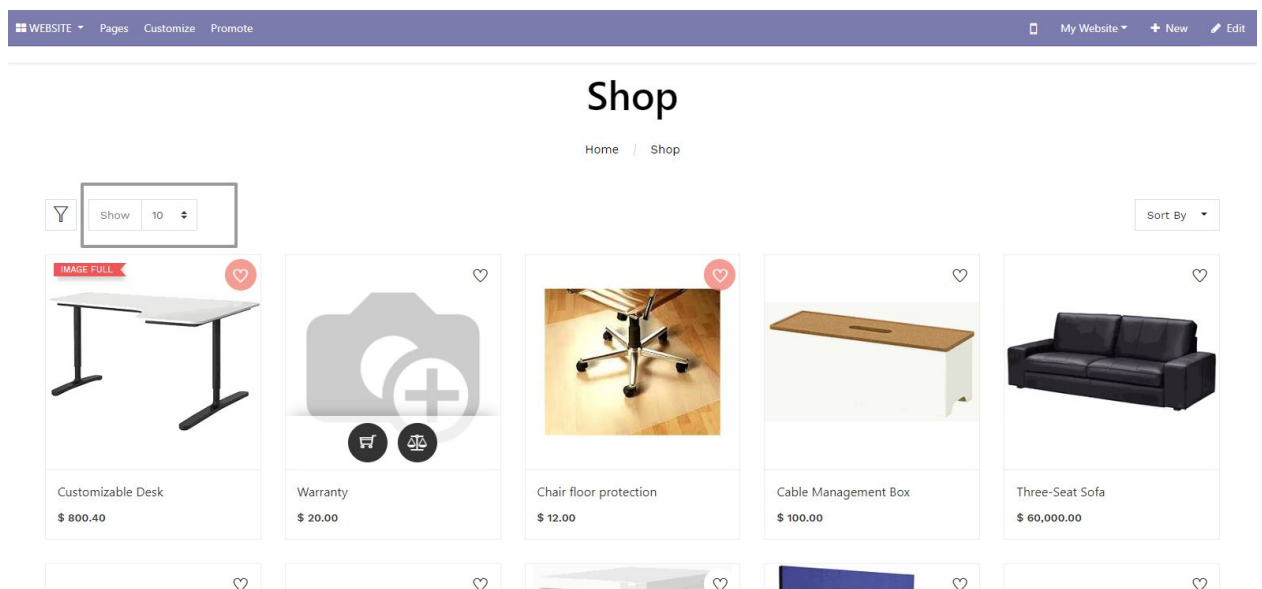 WEBSITE Pages Customize Promote My Website New Edit
Shop
Home / Shop
Show 10 Sort By
IMAGE FULL
Customizable Desk Warranty Chair floor protection Cable Management Box Three-Seat Sofa
$ 800.40 $ 20.00 $ 12.00 $ 100.00 $ 60,000.00